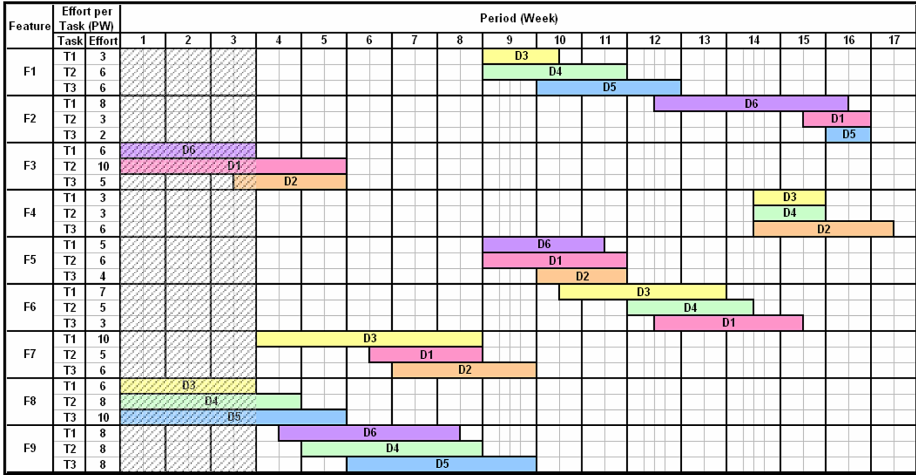 Feature Effort per Task (PW) Period (Week)
Task Effort 1 2 3 4 5 6 7 8 9 10 11 12 13 14 15 16 17
F1
T1 3 D3
T2 6 D4
T3 6 D5
F2
T1 8 D6
T2 3 D1
T3 2 D5
F3
T1 6 D6
T2 10 D1
T3 5 D2
F4
T1 3 D3
T2 3 D4
T3 6 D2
F5
T1 5 D6
T2 6 D1
T3 4 D2
F6
T1 7 D3
T2 5 D4
T3 3 D1
F7
T1 10 D3
T2 5 D1
T3 6 D2
F8
T1 6 D3
T2 8 D4
T3 10 D5
F9
T1 8 D6
T2 8 D4
T3 8 D5